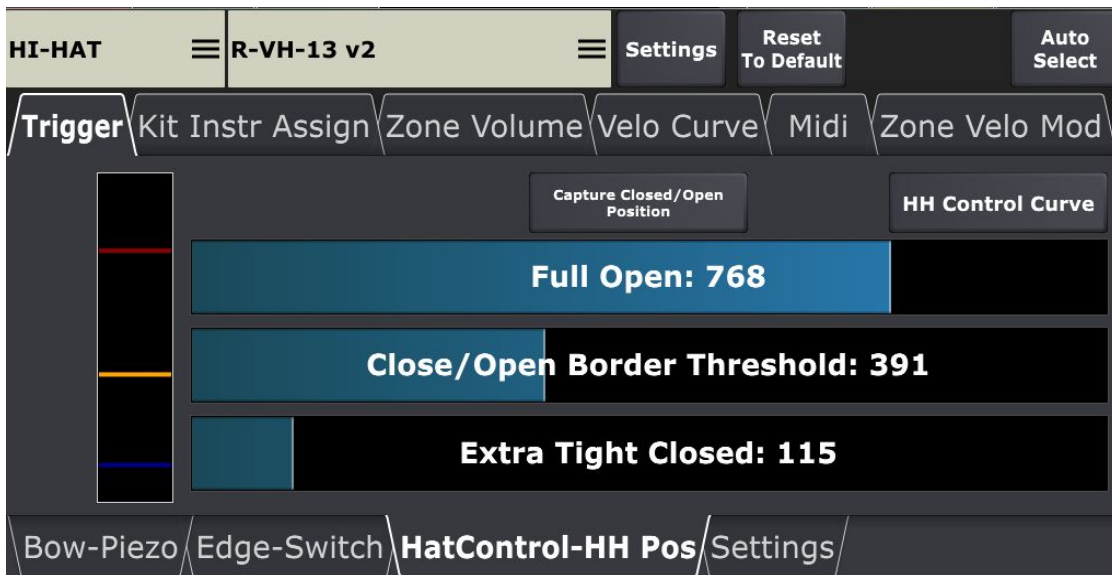 HI-HAT
R-VH-13 v2
Settings
Reset
To Default
Auto
Select
Trigger
Kit Instr Assign
Zone Volume
Velo Curve
Midi
Zone Velo Mod
Capture Closed/Open
Position
HH Control Curve
Full Open: 768
Close/Open Border Threshold: 391
Extra Tight Closed: 115
Bow-Piezo
Edge-Switch
HatControl-HH Pos
Settings